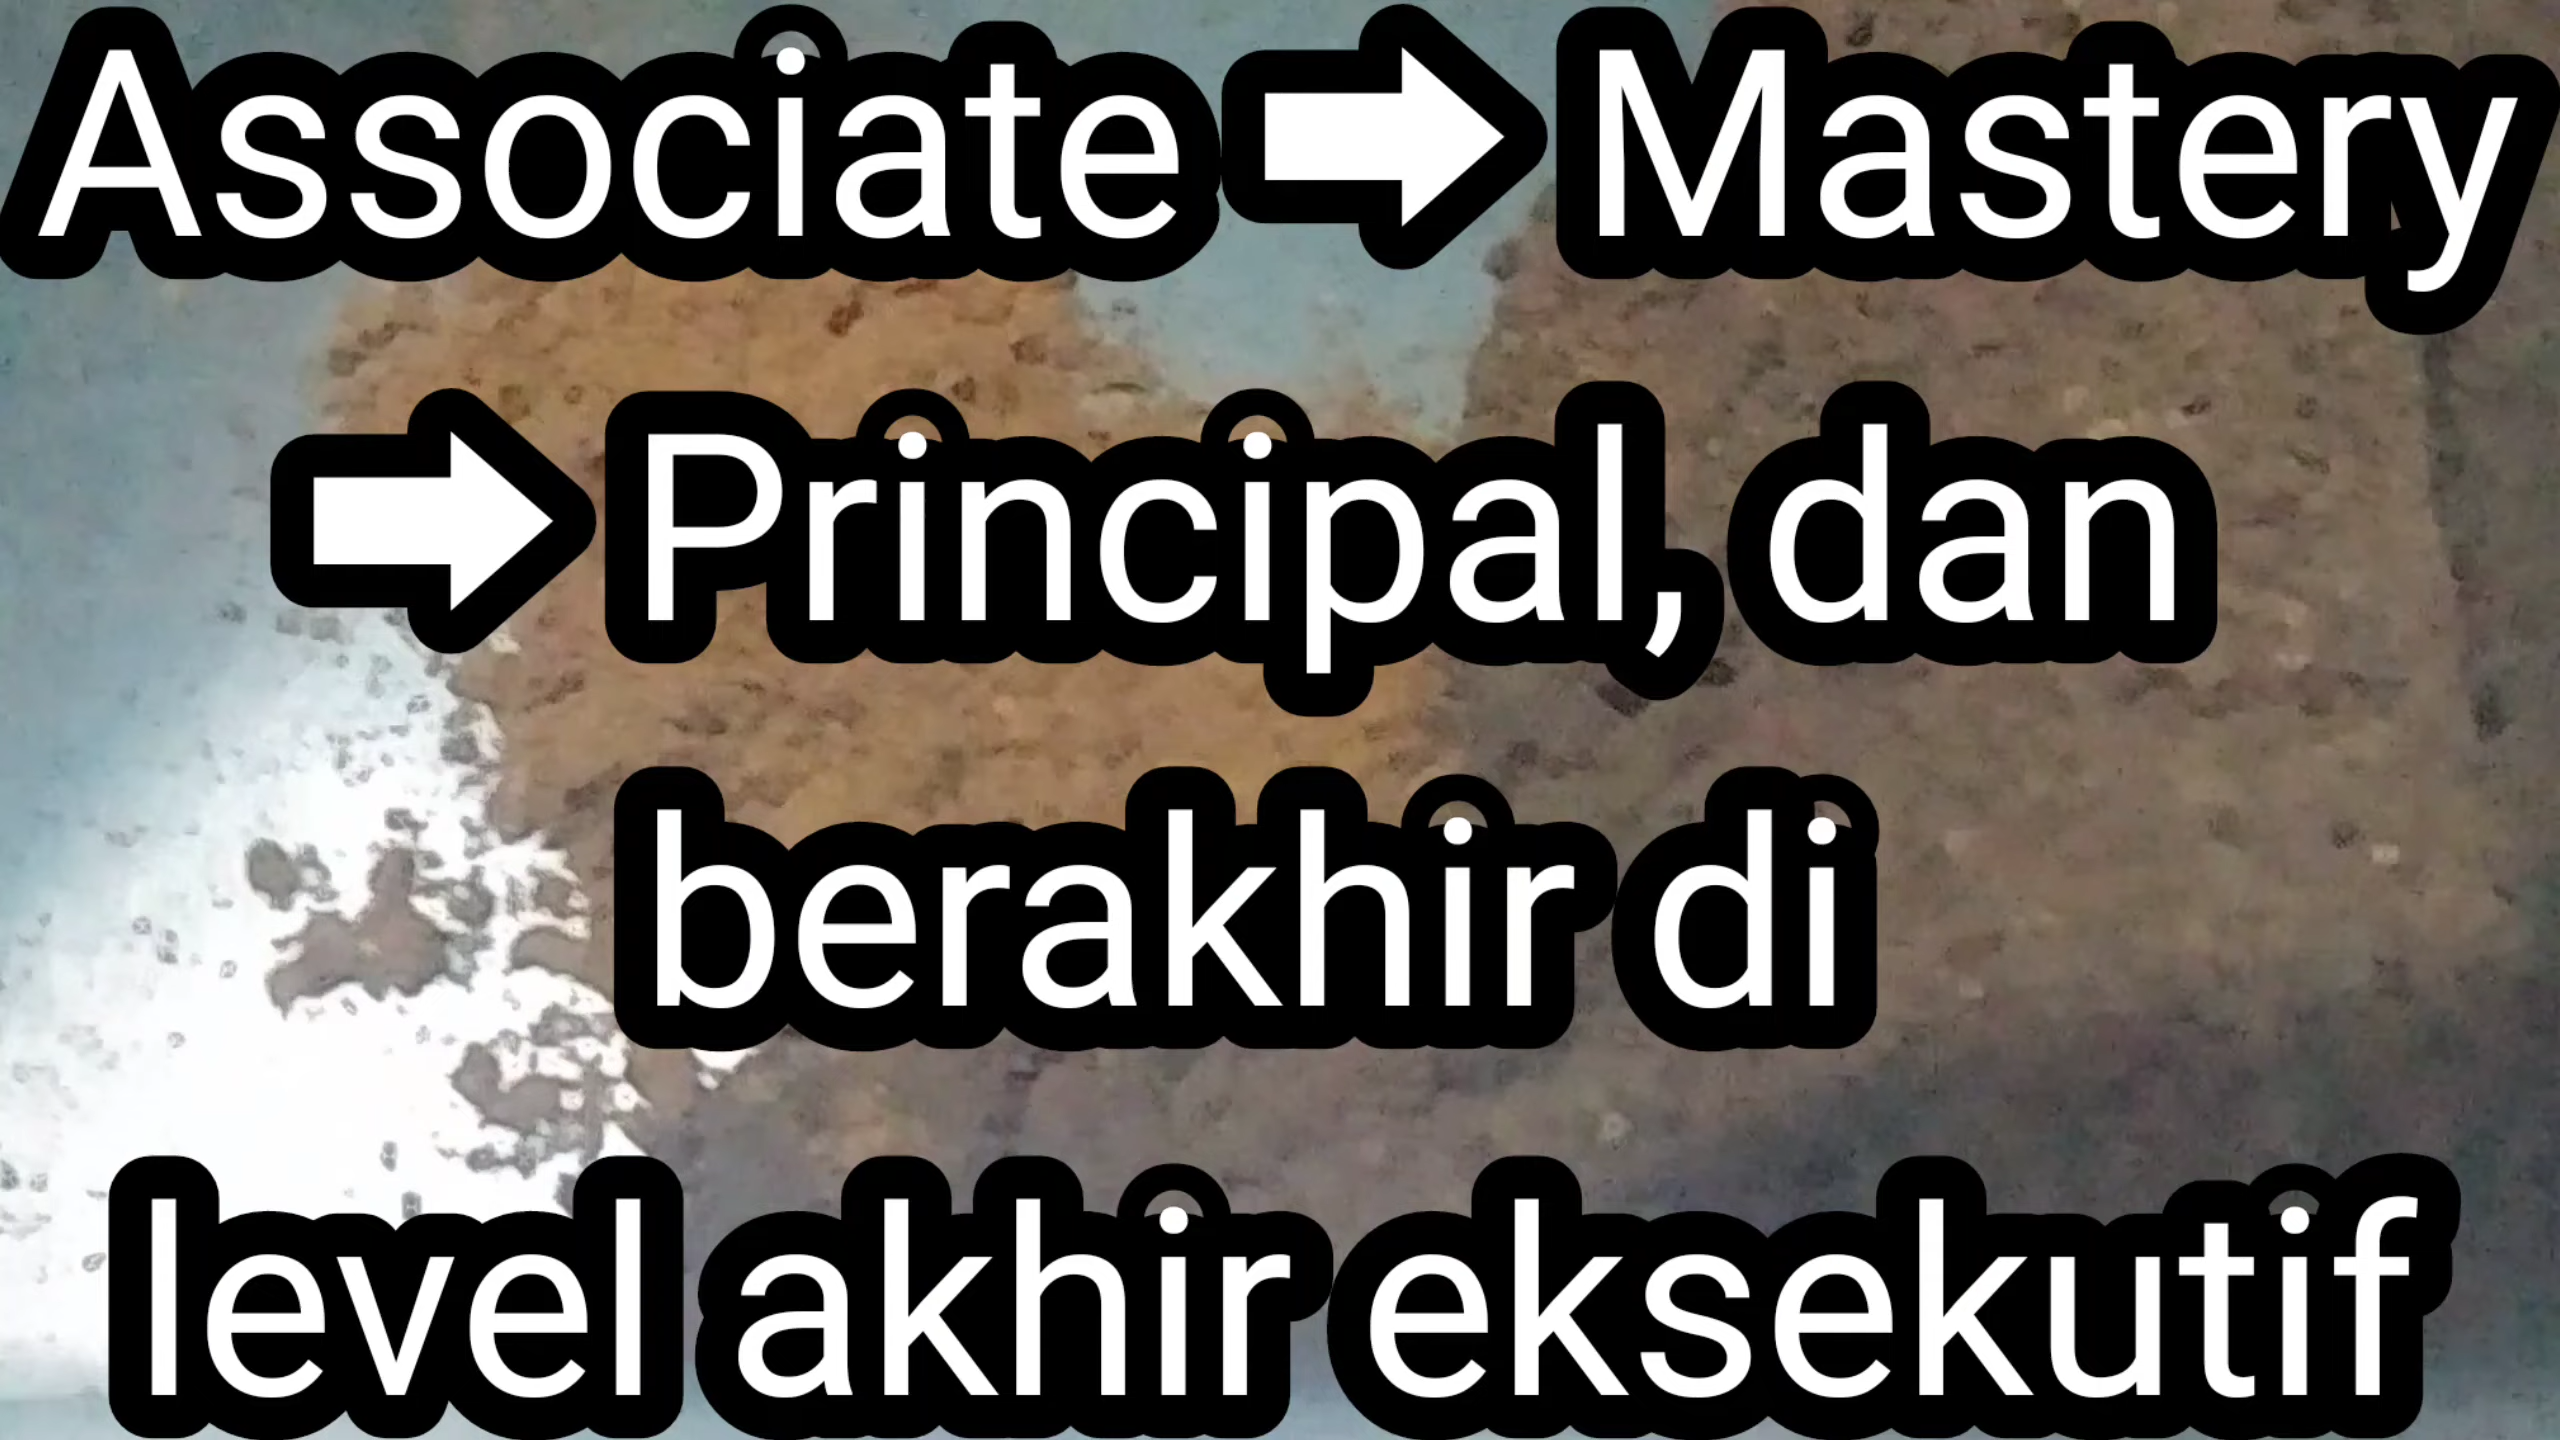 Associate ➡ Mastery
➡ Principal, dan
berakhir di
level akhir eksekutif